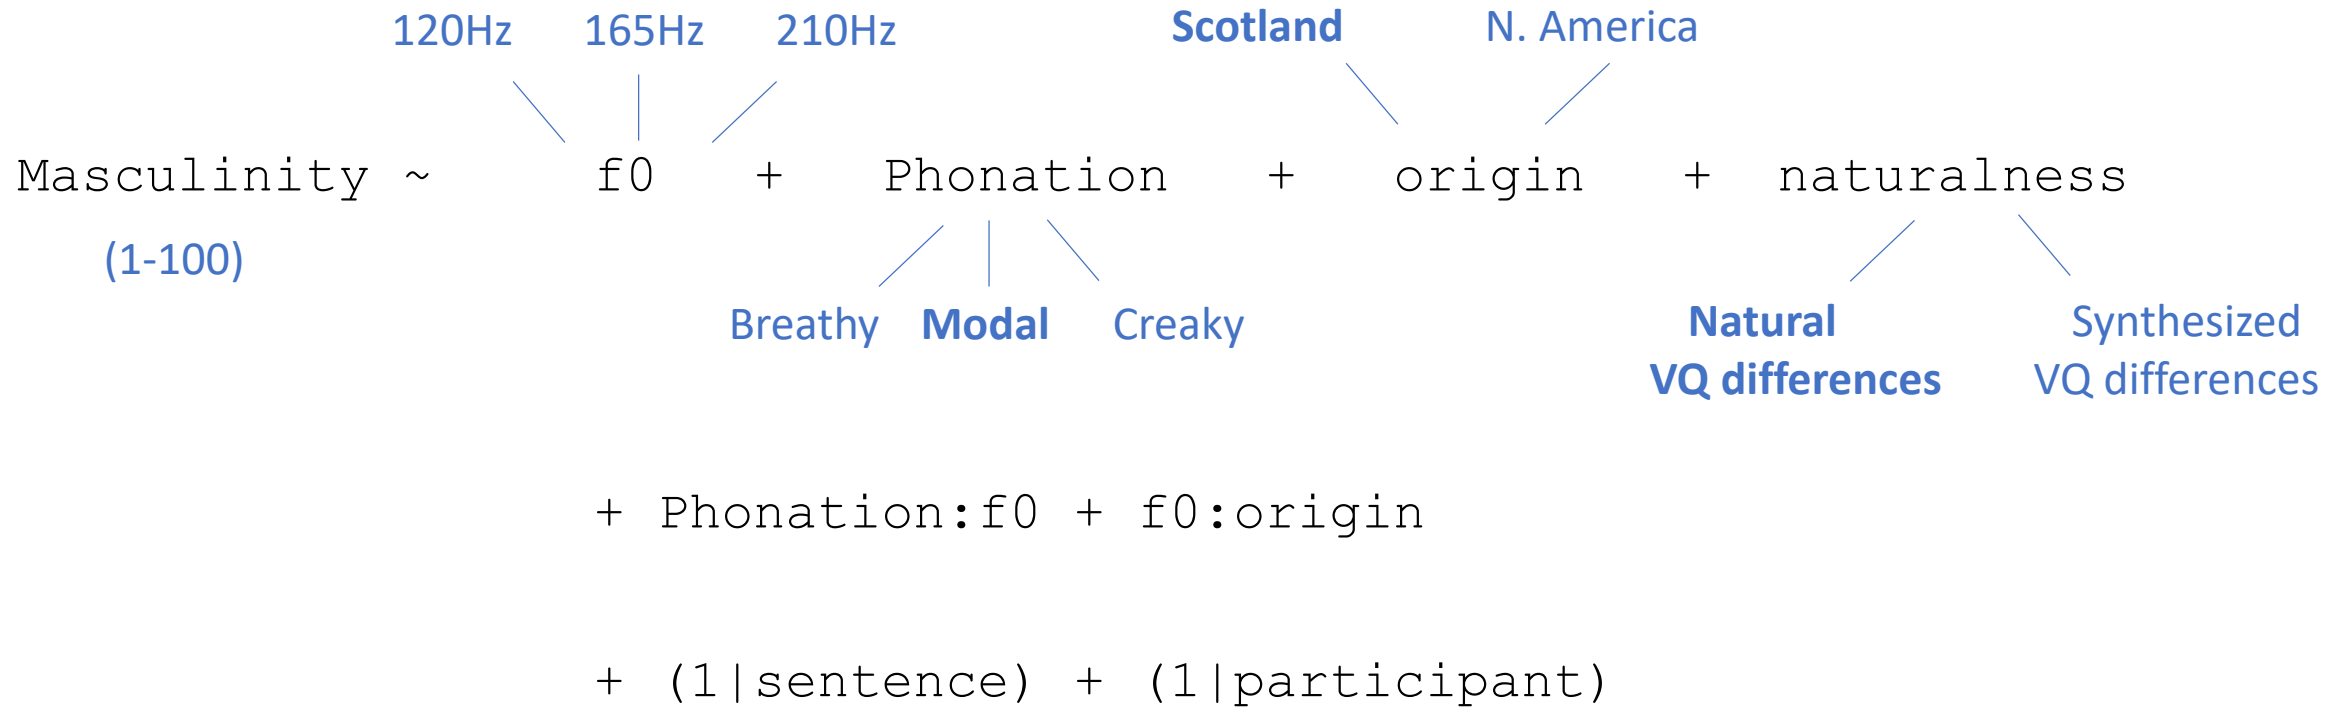 120Hz 165Hz 210Hz Scotland N. America
Masculinity ~ f0 + Phonation + origin + naturalness
(1-100)
Breathy Modal Creaky
Natural VQ differences
Synthesized VQ differences
+ Phonation:f0 + f0:origin
+ (1|sentence) + (1|participant)